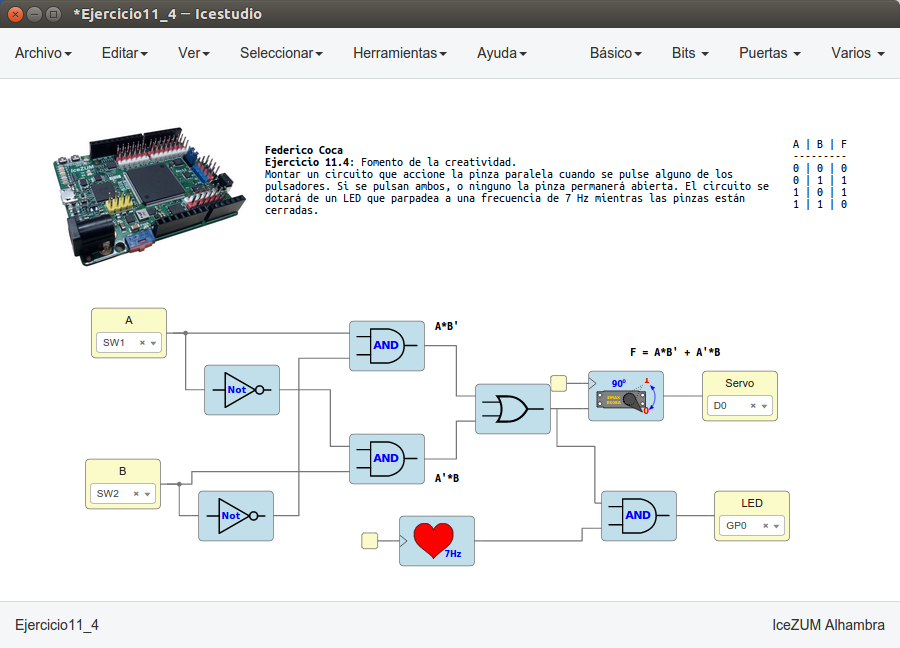 *Ejercicio11_4 – Icestudio
Archivo Editar Ver Seleccionar Herramientas Ayuda Básico Bits Puertas Varios
IceZUM
Federico Coca
Ejercicio 11.4: Fomento de la creatividad.
Montar un circuito que accione la pinza paralela cuando se pulse alguno de los
pulsadores. Si se pulsan ambos, o ninguno la pinza permanerá abierta. El circuito se
dotará de un LED que parpadea a una frecuencia de 7 Hz mientras las pinzas están
cerradas.
A | B | F
---------
0 | 0 | 0
0 | 1 | 1
1 | 0 | 1
1 | 1 | 0
A
SW1
Not
AND
A*B'
F = A*B' + A'*B
90º
1
0
Servo
D0
B
SW2
Not
AND
A'*B
7Hz
AND
LED
GP0
Ejercicio11_4
IceZUM Alhambra